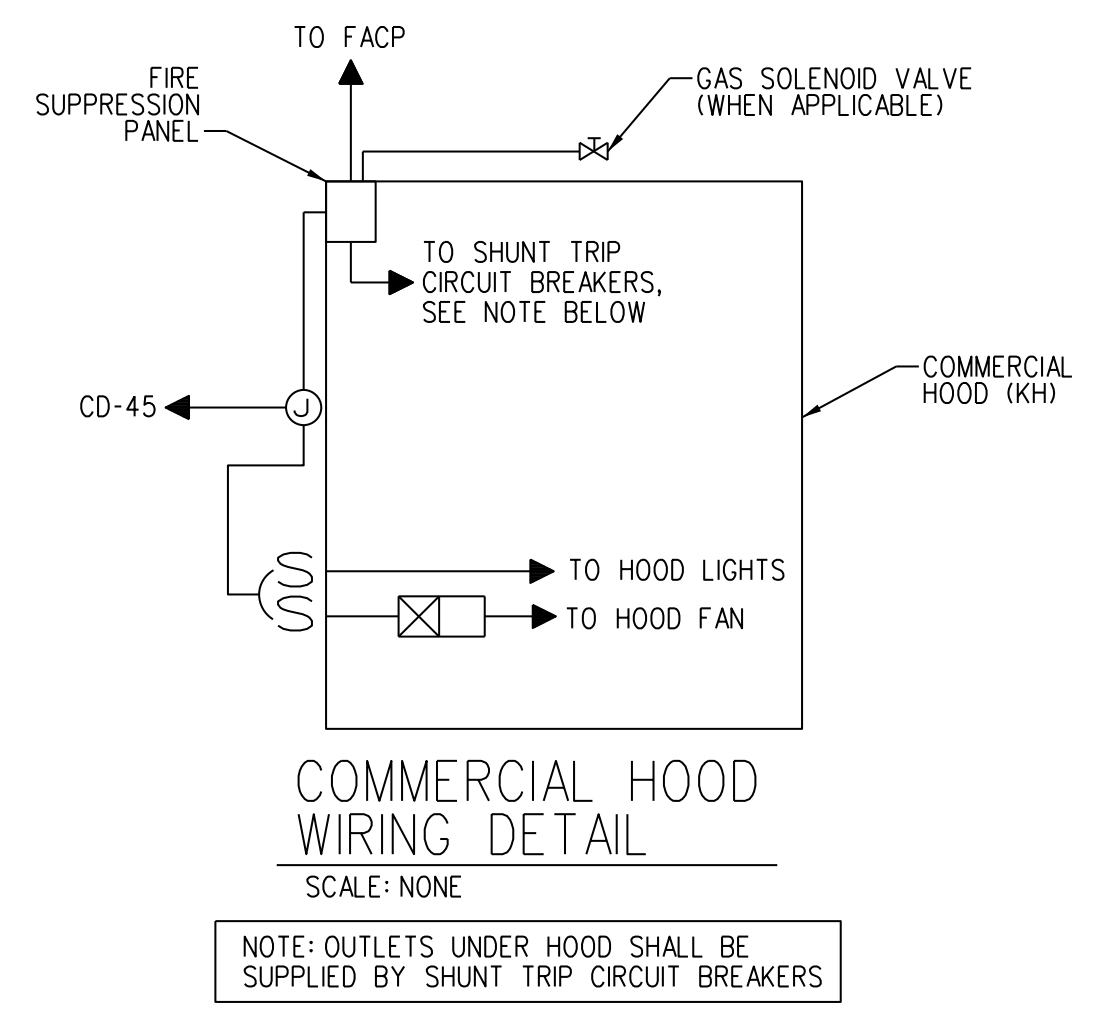 TO FACP
FIRE
SUPPRESSION
PANEL
GAS SOLENOID VALVE
(WHEN APPLICABLE)
TO SHUNT TRIP
CIRCUIT BREAKERS,
SEE NOTE BELOW
COMMERCIAL
HOOD (KH)
CD-45
J
TO HOOD LIGHTS
TO HOOD FAN
COMMERCIAL HOOD
WIRING DETAIL
SCALE: NONE
NOTE: OUTLETS UNDER HOOD SHALL BE
SUPPLIED BY SHUNT TRIP CIRCUIT BREAKERS